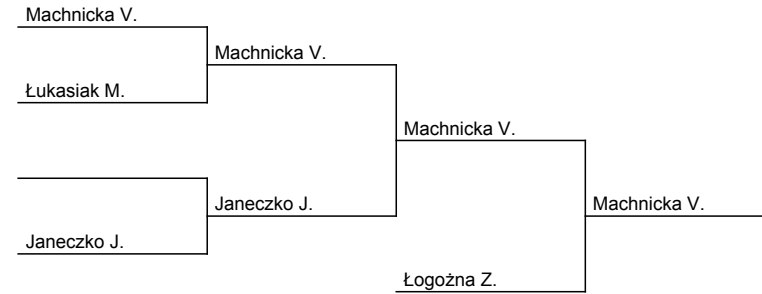 Machnicka V.
Machnicka V.
Łukasiak M.
Machnicka V.
Janeczko J.
Machnicka V.
Janeczko J.
Łogożna Z.